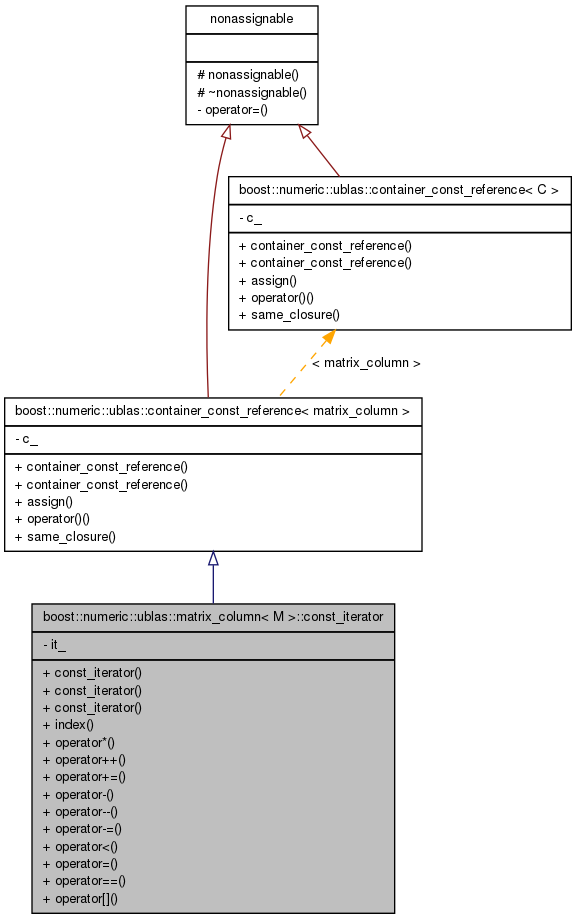 nonassignable
# nonassignable()
# ~nonassignable()
- operator=()
boost::numeric::ublas::container_const_reference< C >
- c_
+ container_const_reference()
+ container_const_reference()
+ assign()
+ operator()()
+ same_closure()
< matrix_column >
boost::numeric::ublas::container_const_reference< matrix_column >
- c_
+ container_const_reference()
+ container_const_reference()
+ assign()
+ operator()()
+ same_closure()
boost::numeric::ublas::matrix_column< M >::const_iterator
- it_
+ const_iterator()
+ const_iterator()
+ const_iterator()
+ index()
+ operator*()
+ operator++()
+ operator+=()
+ operator-()
+ operator--()
+ operator-=()
+ operator<()
+ operator=()
+ operator==()
+ operator[]()